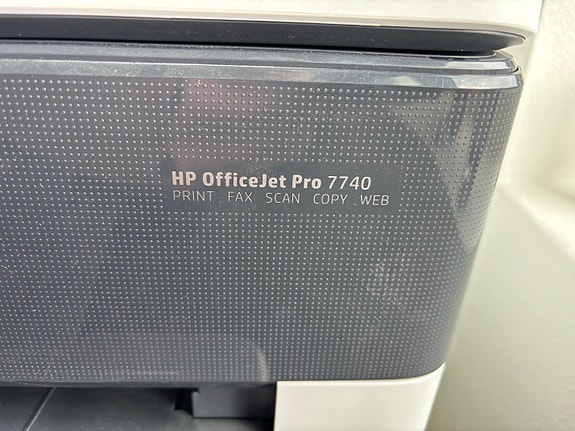 HP OfficeJet Pro 7740
PRINT . FAX SCAN COPY . WEB